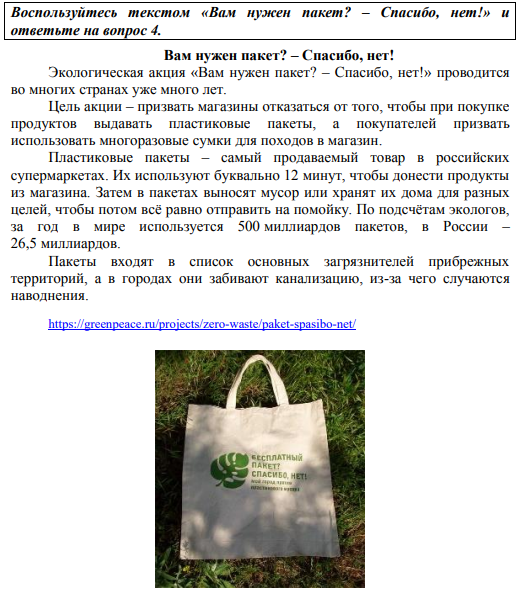 Воспользуйтесь текстом «Вам нужен пакет? – Спасибо, нет!» и
ответьте на вопрос 4.
Вам нужен пакет? – Спасибо, нет!
Экологическая акция «Вам нужен пакет? – Спасибо, нет!» проводится
во многих странах уже много лет.
Цель акции – призвать магазины отказаться от того, чтобы при покупке
продуктов выдавать пластиковые пакеты, а покупателей призвать
использовать многоразовые сумки для походов в магазин.
Пластиковые пакеты – самый продаваемый товар в российских
супермаркетах. Их используют буквально 12 минут, чтобы донести продукты
из магазина. Затем в пакетах выносят мусор или хранят их дома для разных
целей, чтобы потом всё равно отправить на помойку. По подсчётам экологов,
за год в мире используется 500 миллиардов пакетов, в России –
26,5 миллиардов.
Пакеты входят в список основных загрязнителей прибрежных
территорий, а в городах они забивают канализацию, из-за чего случаются
наводнения.
https://greenpeace.ru/projects/zero-waste/paket-spasibo-net/
БЕСПЛАТНЫЙ
ПАКЕТ?
СПАСИБО, НЕТ!